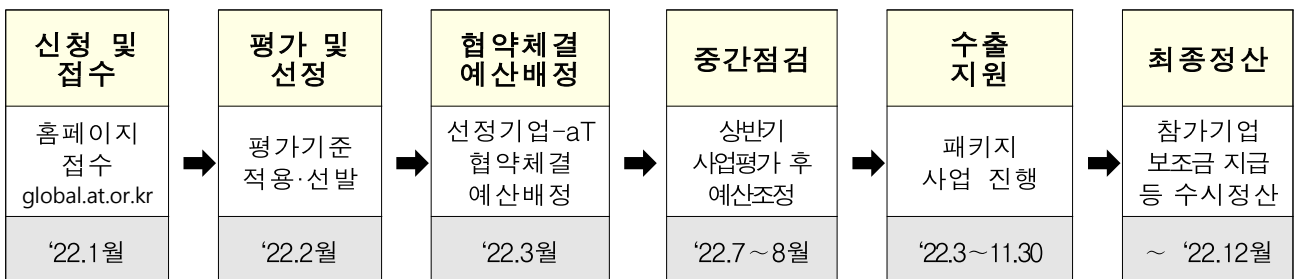 신청 및
접수
홈페이지
접수
global.at.or.kr
‘22.1월
평가 및
선정
평가기준
적용·선발
‘22.2월
협약체결
예산배정
선정기업-aT
협약체결
예산배정
‘22.3월
중간점검
상반기
사업평가 후
예산조정
‘22.7～8월
수출
지원
패키지
사업 진행
‘22.3～11.30
최종정산
참가기업
보조금 지급
등 수시정산
～ ‘22.12월